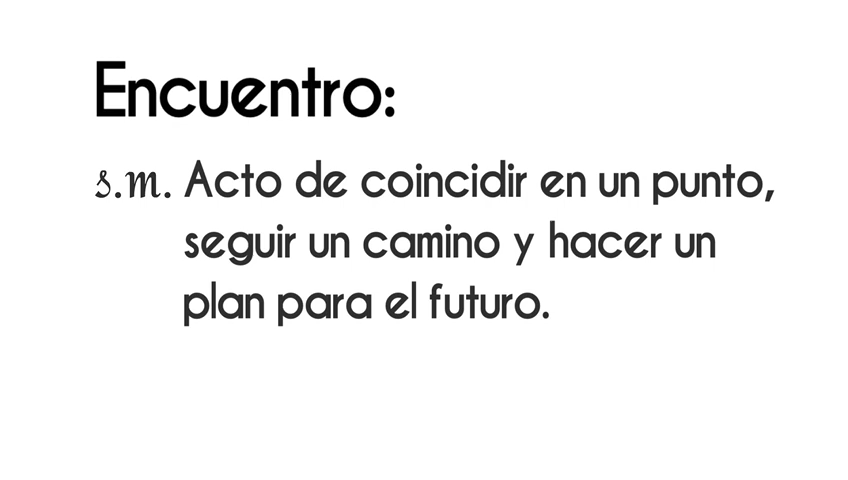 Encuentro:
s.m. Acto de coincidir en un punto,
seguir un camino y hacer un
plan para el futuro.